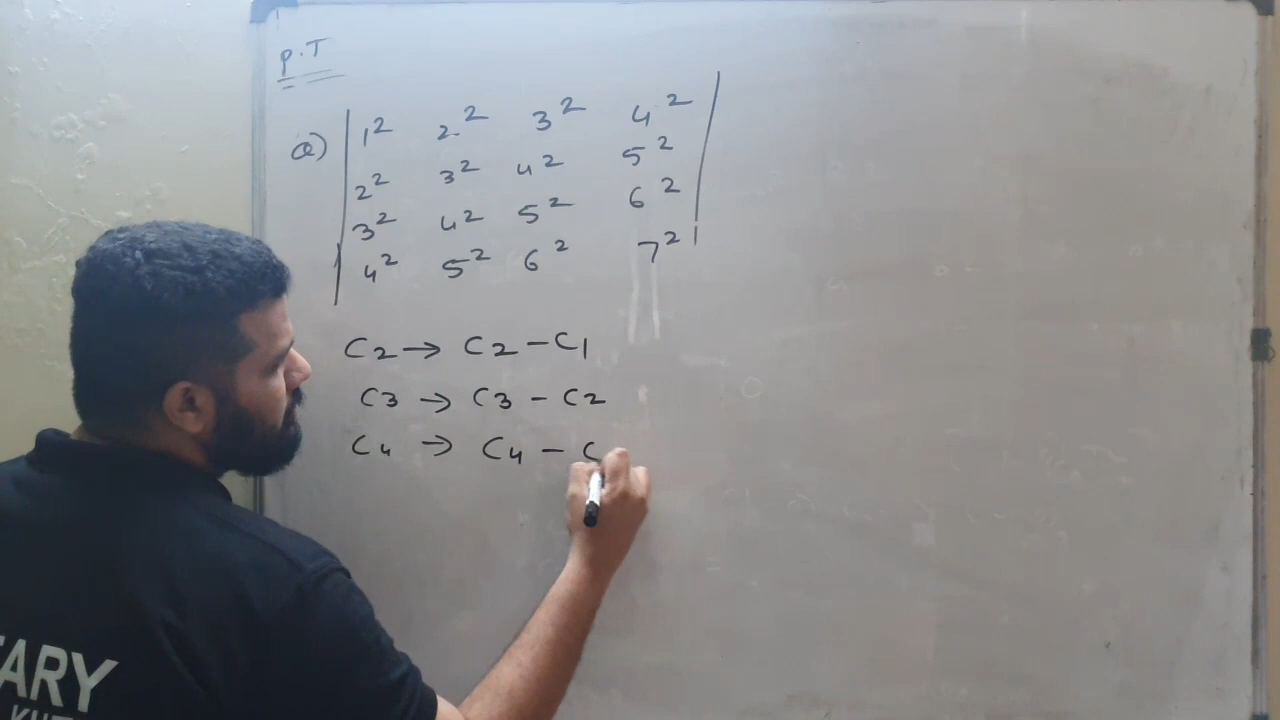 P.T
Q) | 1² 2² 3² 4² |
2² 3² 4² 5²
3² 4² 5² 6²
4² 5² 6² 7²
C2 → C2 - C1
C3 → C3 - C2
C4 → C4 - C
ARY